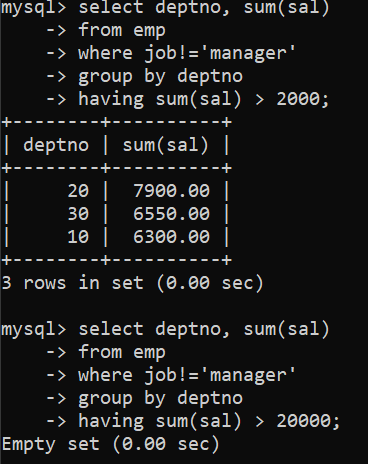 mysql> select deptno, sum(sal)
    -> from emp
    -> where job!='manager'
    -> group by deptno
    -> having sum(sal) > 2000;
+--------+----------+
| deptno | sum(sal) |
+--------+----------+
|     20 |  7900.00 |
|     30 |  6550.00 |
|     10 |  6300.00 |
+--------+----------+
3 rows in set (0.00 sec)

mysql> select deptno, sum(sal)
    -> from emp
    -> where job!='manager'
    -> group by deptno
    -> having sum(sal) > 20000;
Empty set (0.00 sec)